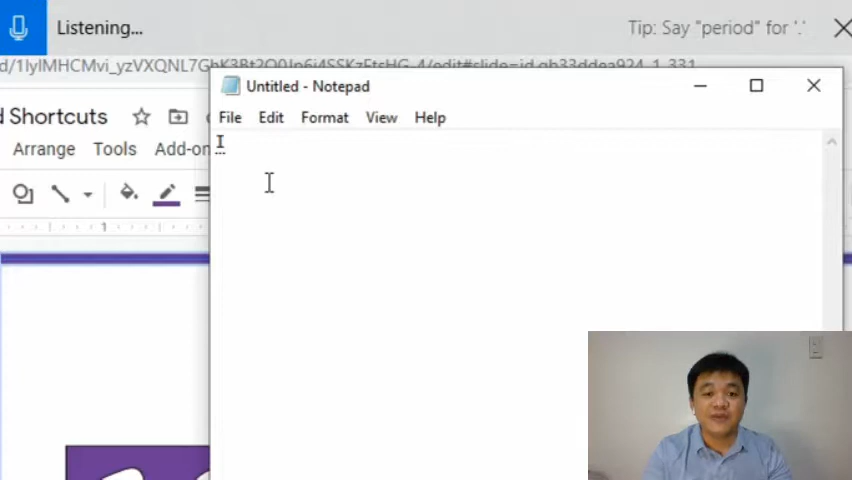 Listening...
Tip: Say "period" for '.'
Untitled - Notepad
d Shortcuts
File Edit Format View Help
I
Arrange Tools Add-on
1